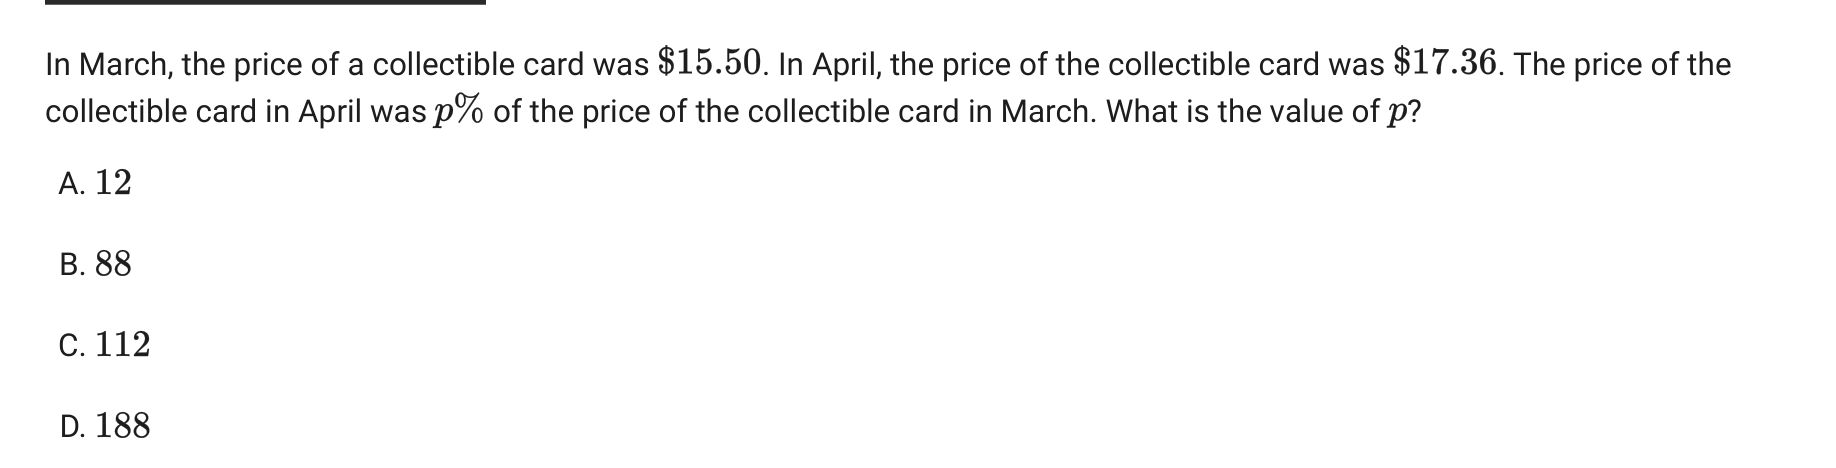 In March, the price of a collectible card was $15.50. In April, the price of the collectible card was $17.36. The price of the
collectible card in April was p% of the price of the collectible card in March. What is the value of p?
A. 12
B. 88
C. 112
D. 188